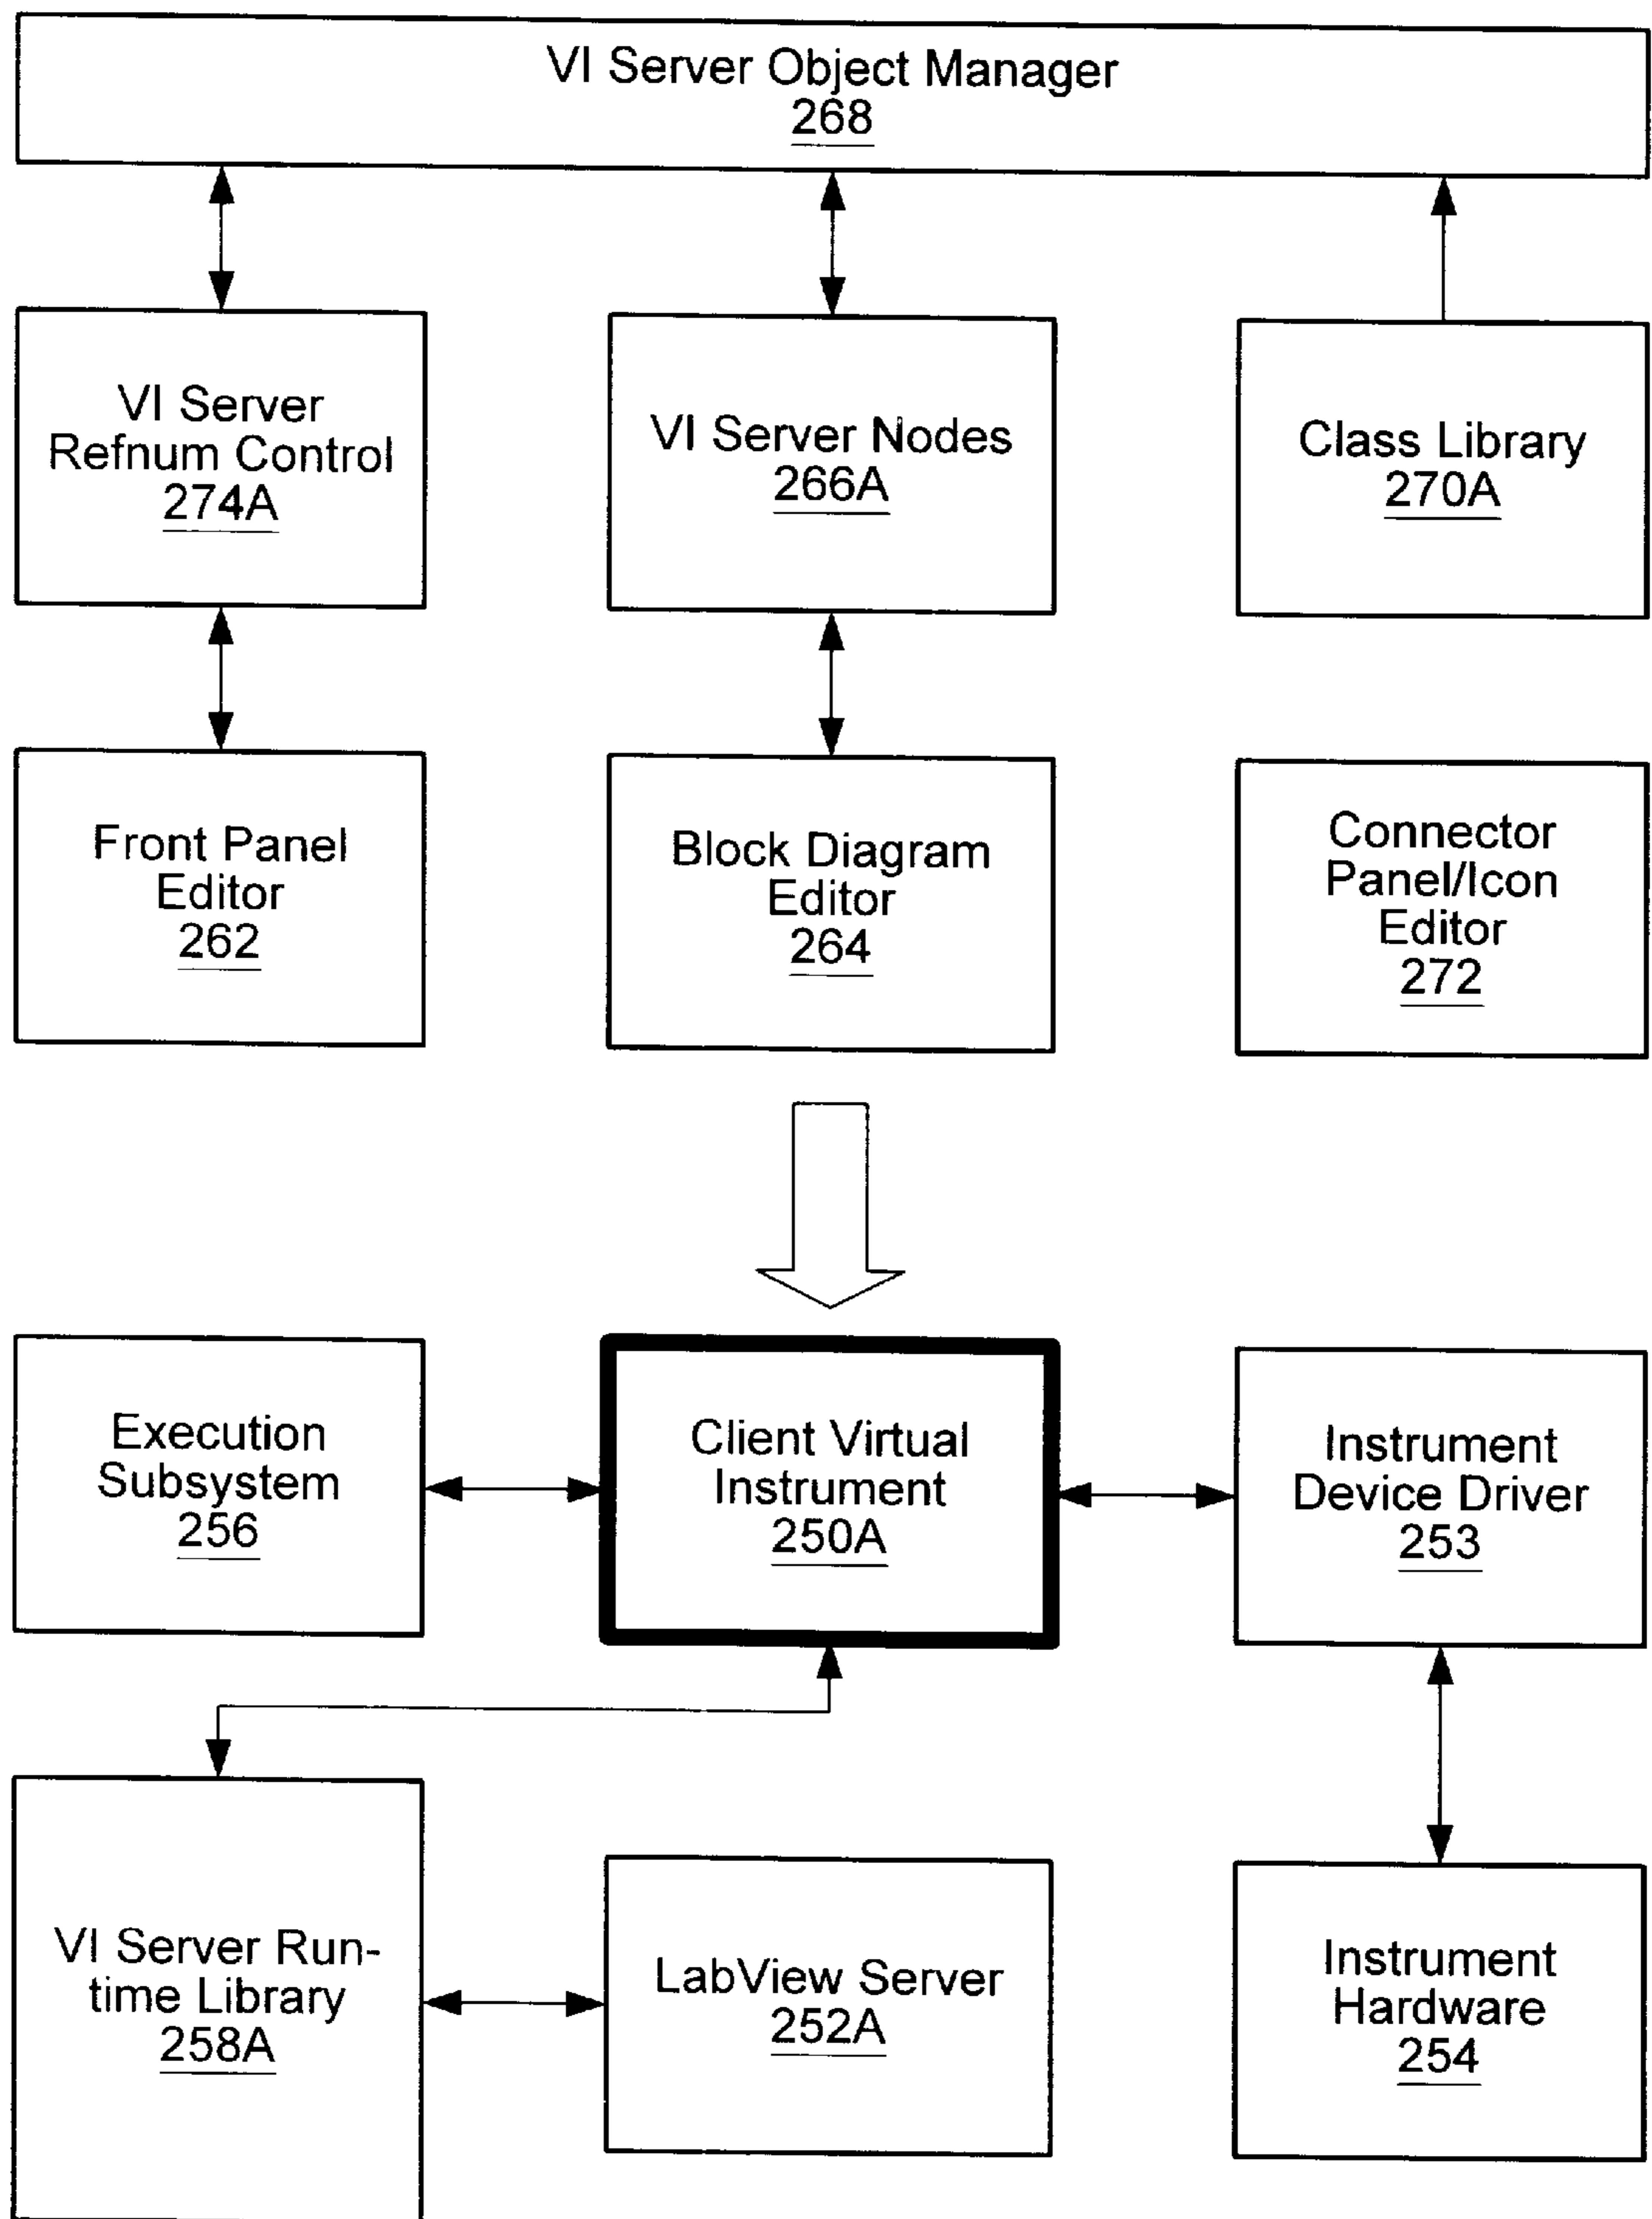 VI Server Object Manager
268
VI Server
Refnum Control
274A
VI Server Nodes
266A
Class Library
270A
Front Panel
Editor
262
Block Diagram
Editor
264
Connector
Panel/Icon
Editor
272
Execution
Subsystem
256
Client Virtual
Instrument
250A
Instrument
Device Driver
253
VI Server Run-
time Library
258A
LabView Server
252A
Instrument
Hardware
254